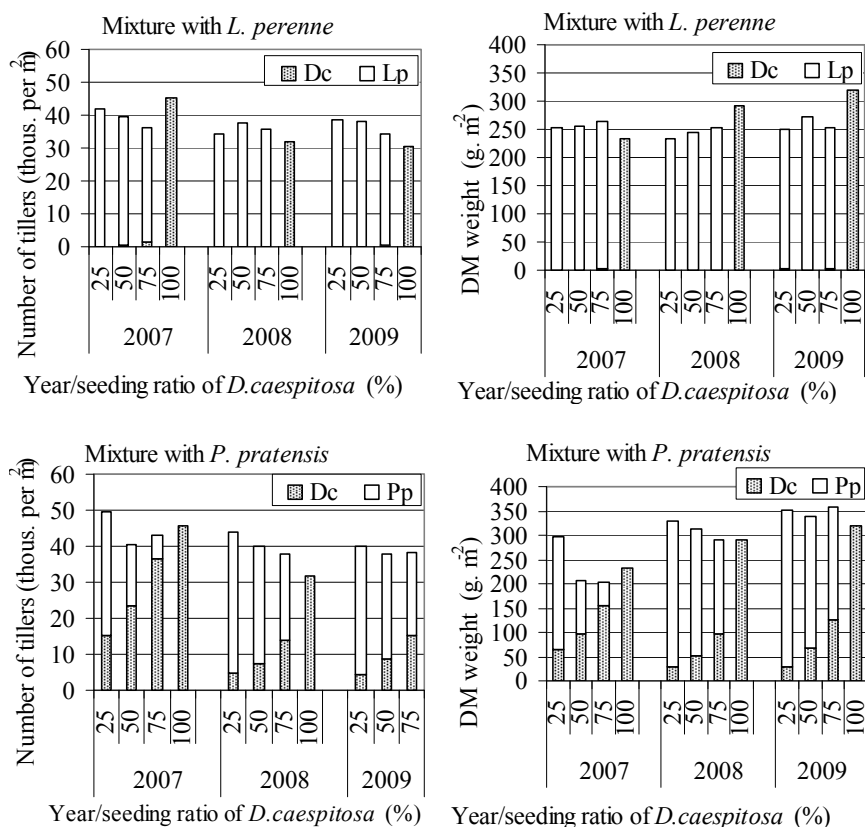 Mixture with L. perenne
Number of tillers (thous. per m²)
60
50
40
30
20
10
0
Dc Lp
25 50 75 100 25 50 75 100 25 50 75 100
2007 2008 2009
Year/seeding ratio of D.caespitosa (%)
Mixture with L. perenne
DM weight (g. m⁻²)
400
350
300
250
200
150
100
50
0
Dc Lp
25 50 75 100 25 50 75 100 25 50 75 100
2007 2008 2009
Year/seeding ratio of D.caespitosa (%)
Mixture with P. pratensis
Number of tillers (thous. per m²)
60
50
40
30
20
10
0
Dc Pp
25 50 75 100 25 50 75 100 25 50 75
2007 2008 2009
Year/seeding ratio of D.caespitosa (%)
Mixture with P. pratensis
DM weight (g. m⁻²)
400
350
300
250
200
150
100
50
0
Dc Pp
25 50 75 100 25 50 75 100 25 50 75 100
2007 2008 2009
Year/seeding ratio of D.caespitosa (%)